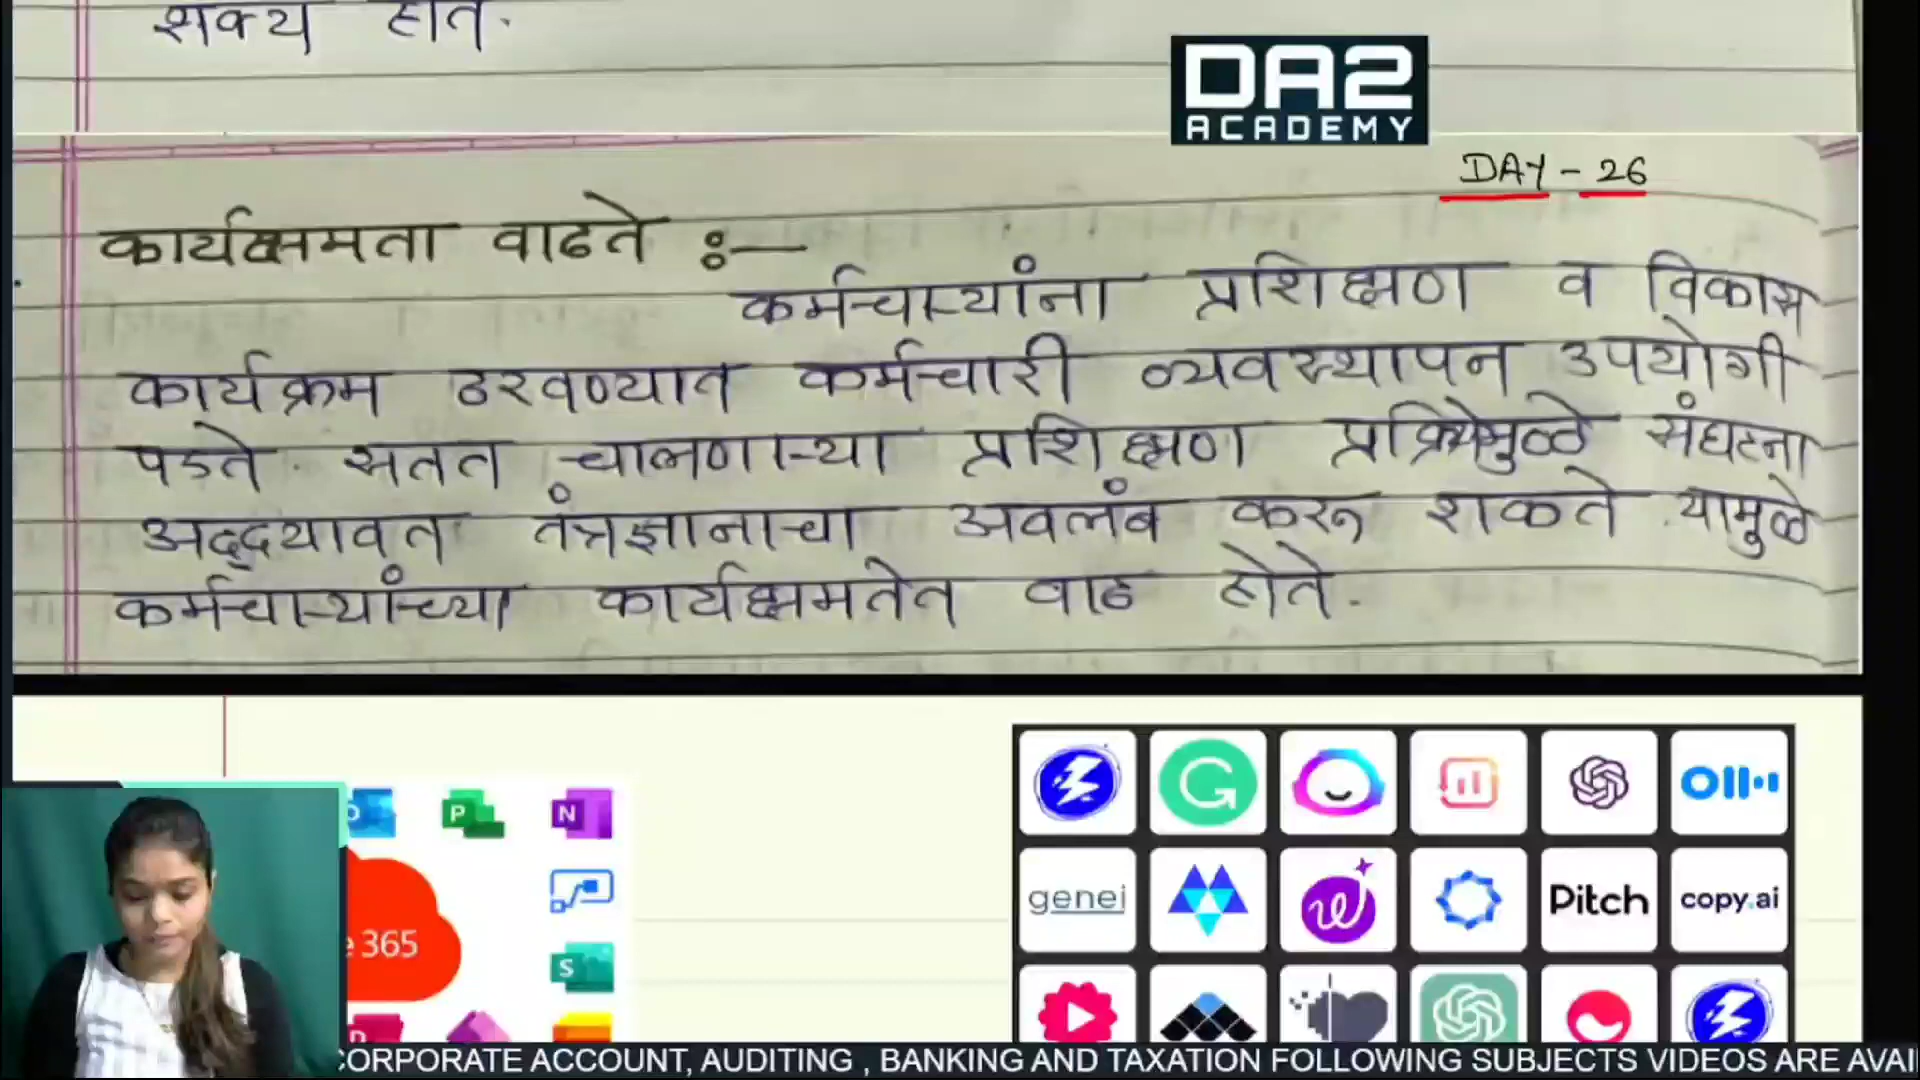 शक्य होते.
DA2
ACADEMY
DAY - 26
कार्यक्षमता वाढते :—
कर्मचाऱ्यांना प्रशिक्षण व विकास
कार्यक्रम ठरवण्यात कर्मचारी व्यवस्थापन उपयोगी
पडते. सतत चालणाऱ्या प्रशिक्षण प्रक्रियेमुळे संघटना
अद्दयावत तंत्रज्ञानाचा अवलंब करू शकते. यामुळे
कर्मचाऱ्यांच्या कार्यक्षमतेत वाढ होते.
P N
e 365
S
genei Pitch copy.ai
CORPORATE ACCOUNT, AUDITING , BANKING AND TAXATION FOLLOWING SUBJECTS VIDEOS ARE AVAI